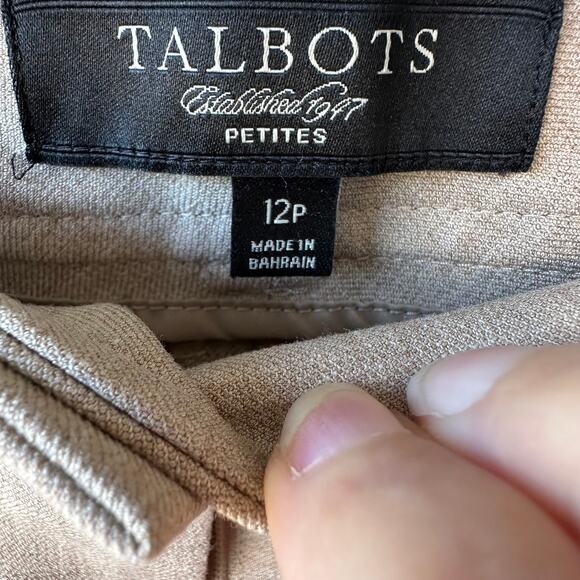 TALBOTS
Established 1947
PETITES
12P
MADE IN
BAHRAIN